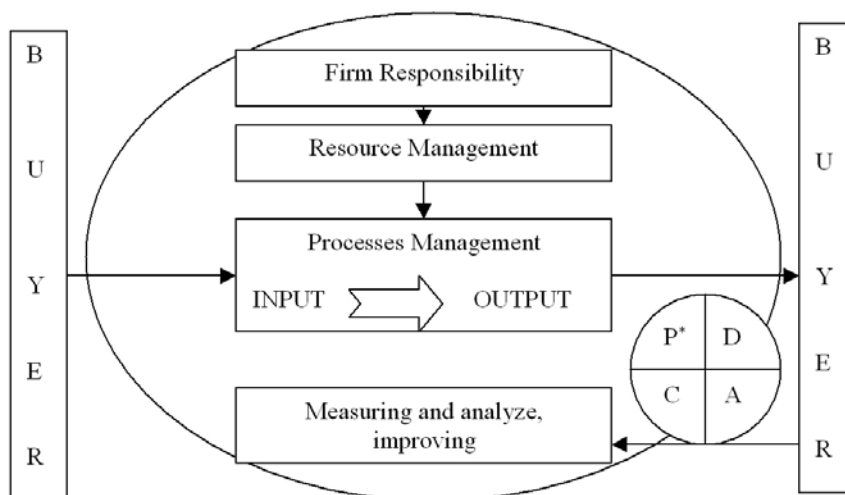 B
U
Y
E
R
Firm Responsibility
Resource Management
Processes Management
INPUT OUTPUT
Measuring and analyze,
improving
P* D
C A
B
U
Y
E
R